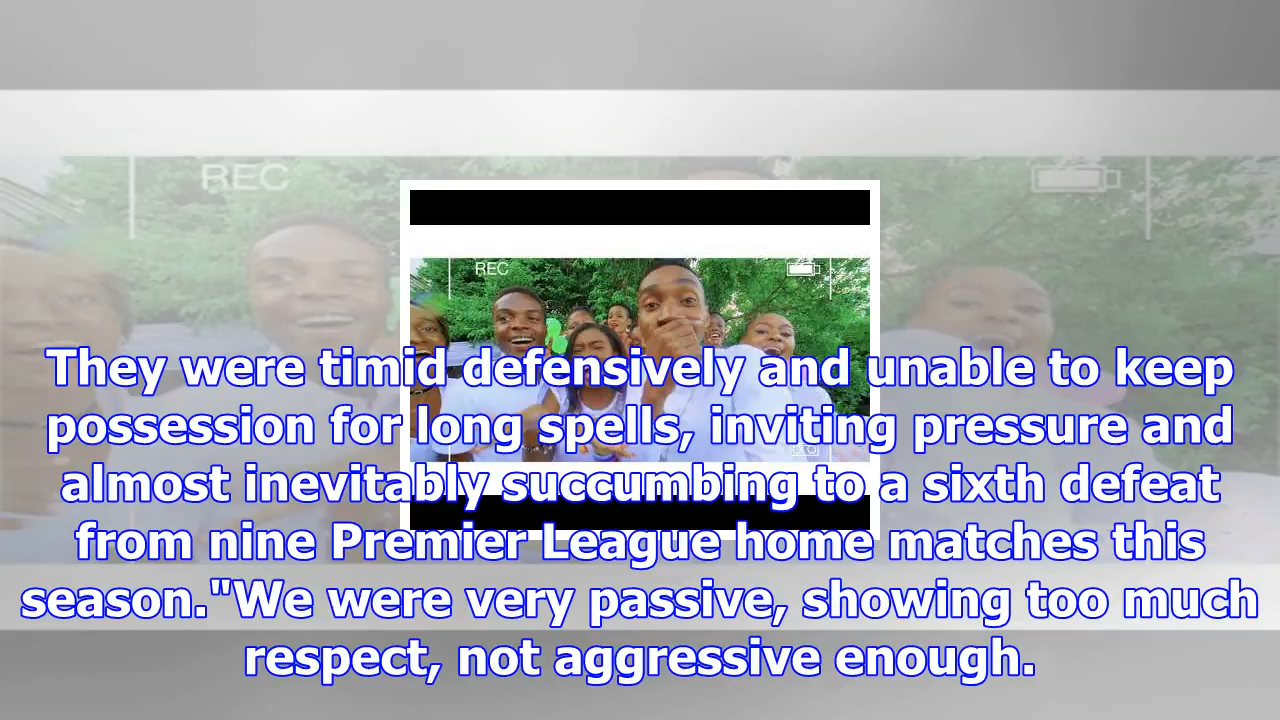 REC
REC
They were timid defensively and unable to keep
possession for long spells, inviting pressure and
almost inevitably succumbing to a sixth defeat
from nine Premier League home matches this
season."We were very passive, showing too much
respect, not aggressive enough.